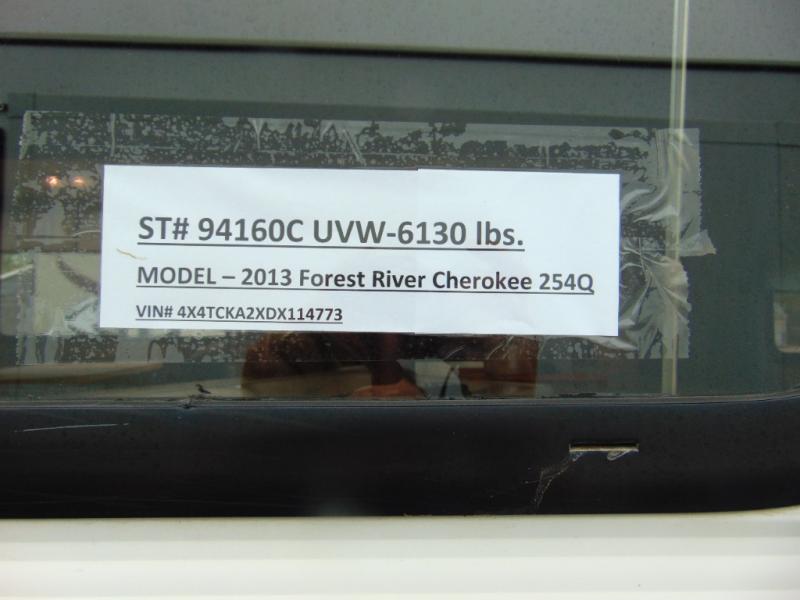 ST# 94160C UVW-6130 lbs.
MODEL – 2013 Forest River Cherokee 254Q
VIN# 4X4TCKA2XDX114773